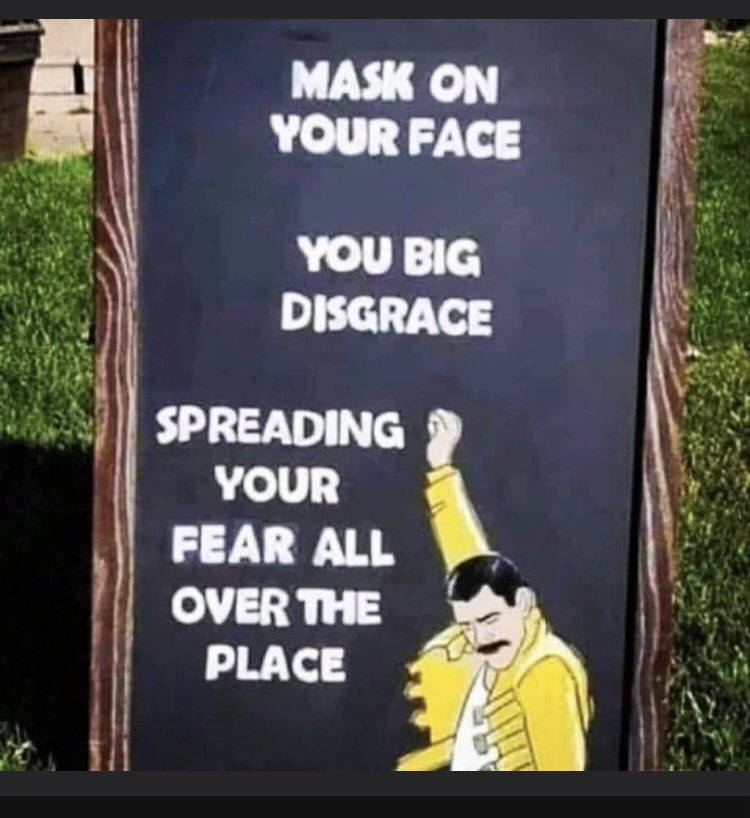 MASK ON
YOUR FACE
YOU BIG
DISGRACE
SPREADING
YOUR
FEAR ALL
OVER THE
PLACE